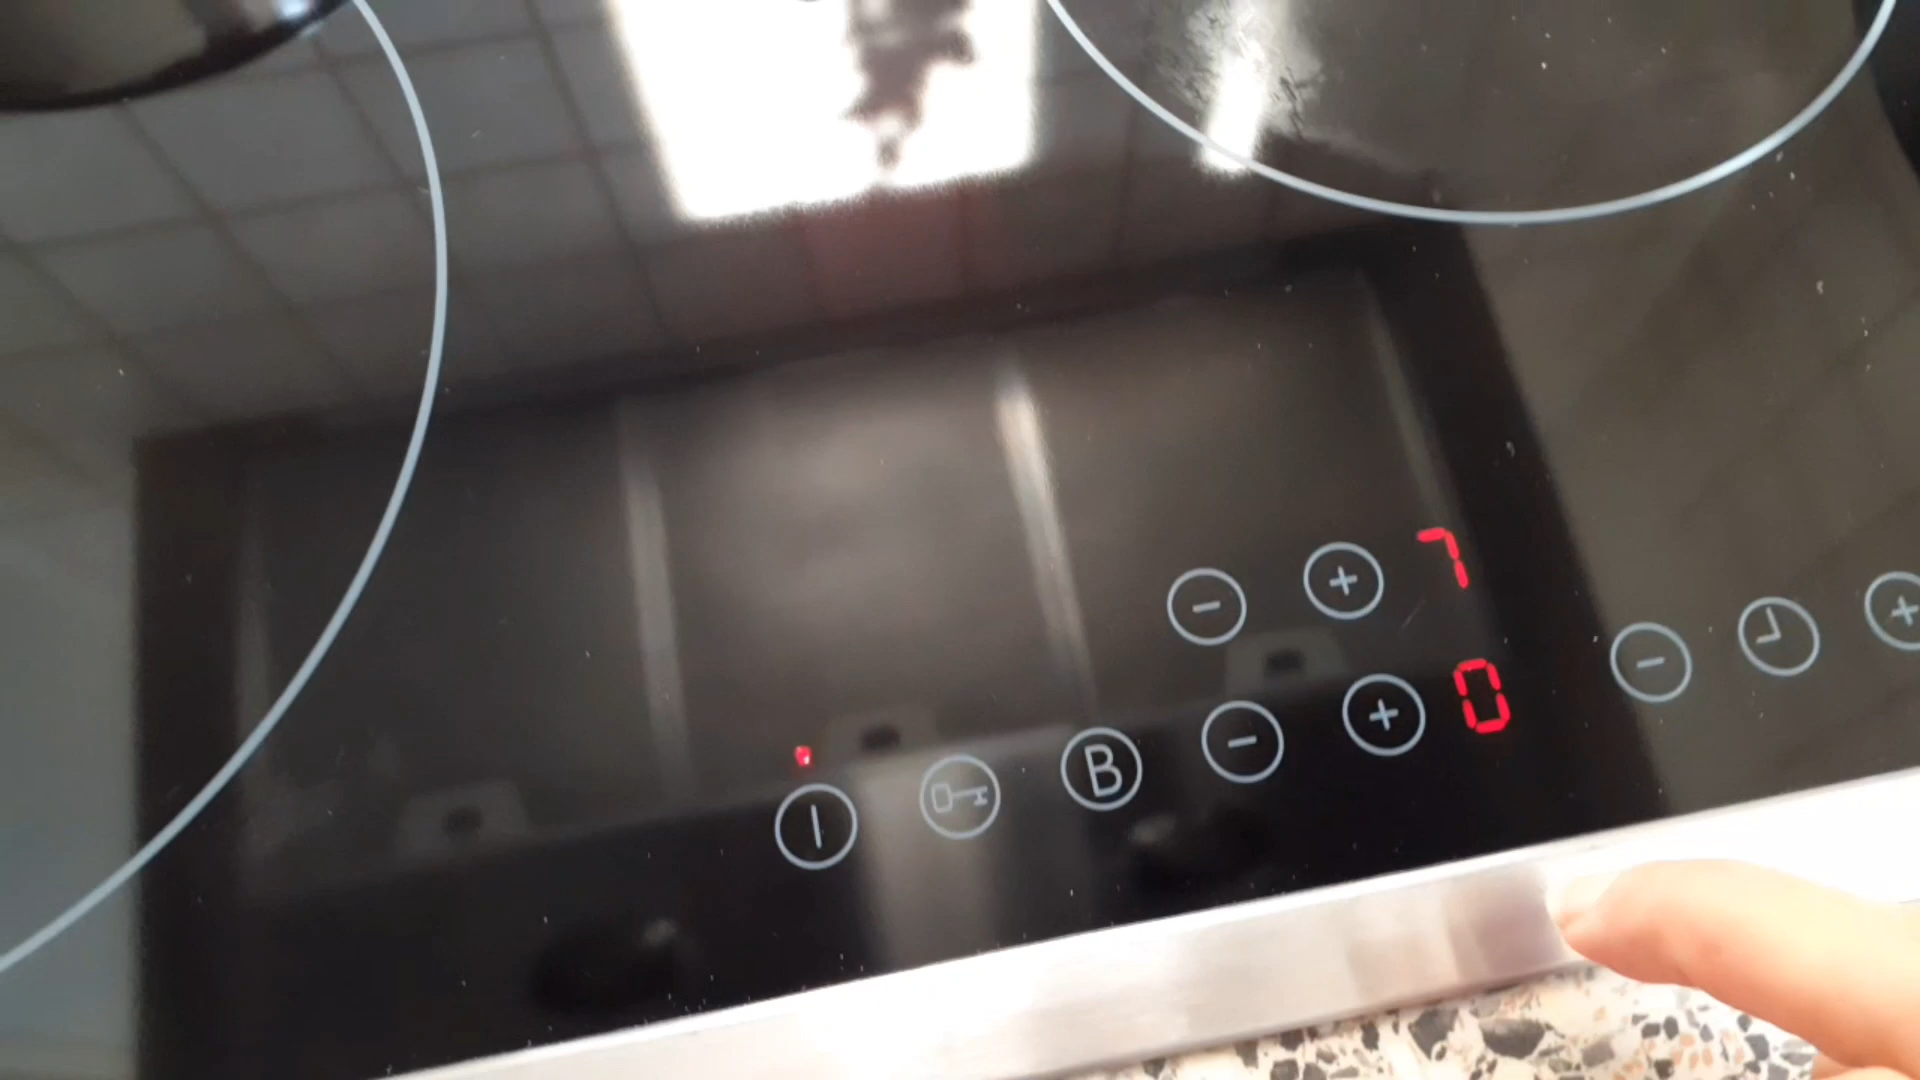 - + 7
- +
I B - + 0